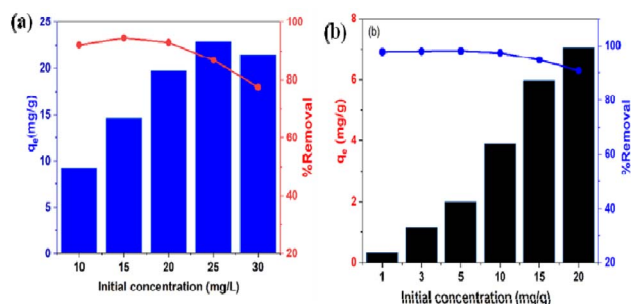 (a)
25
20
15
10
5
0
qe(mg/g)
100
80
60
40
20
%Removal
10 15 20 25 30
Initial concentration (mg/L)
(b)
(b)
8
6
4
2
0
qe (mg/g)
100
80
60
40
20
%Removal
1 3 5 10 15 20
Initial concentration (mg/g)